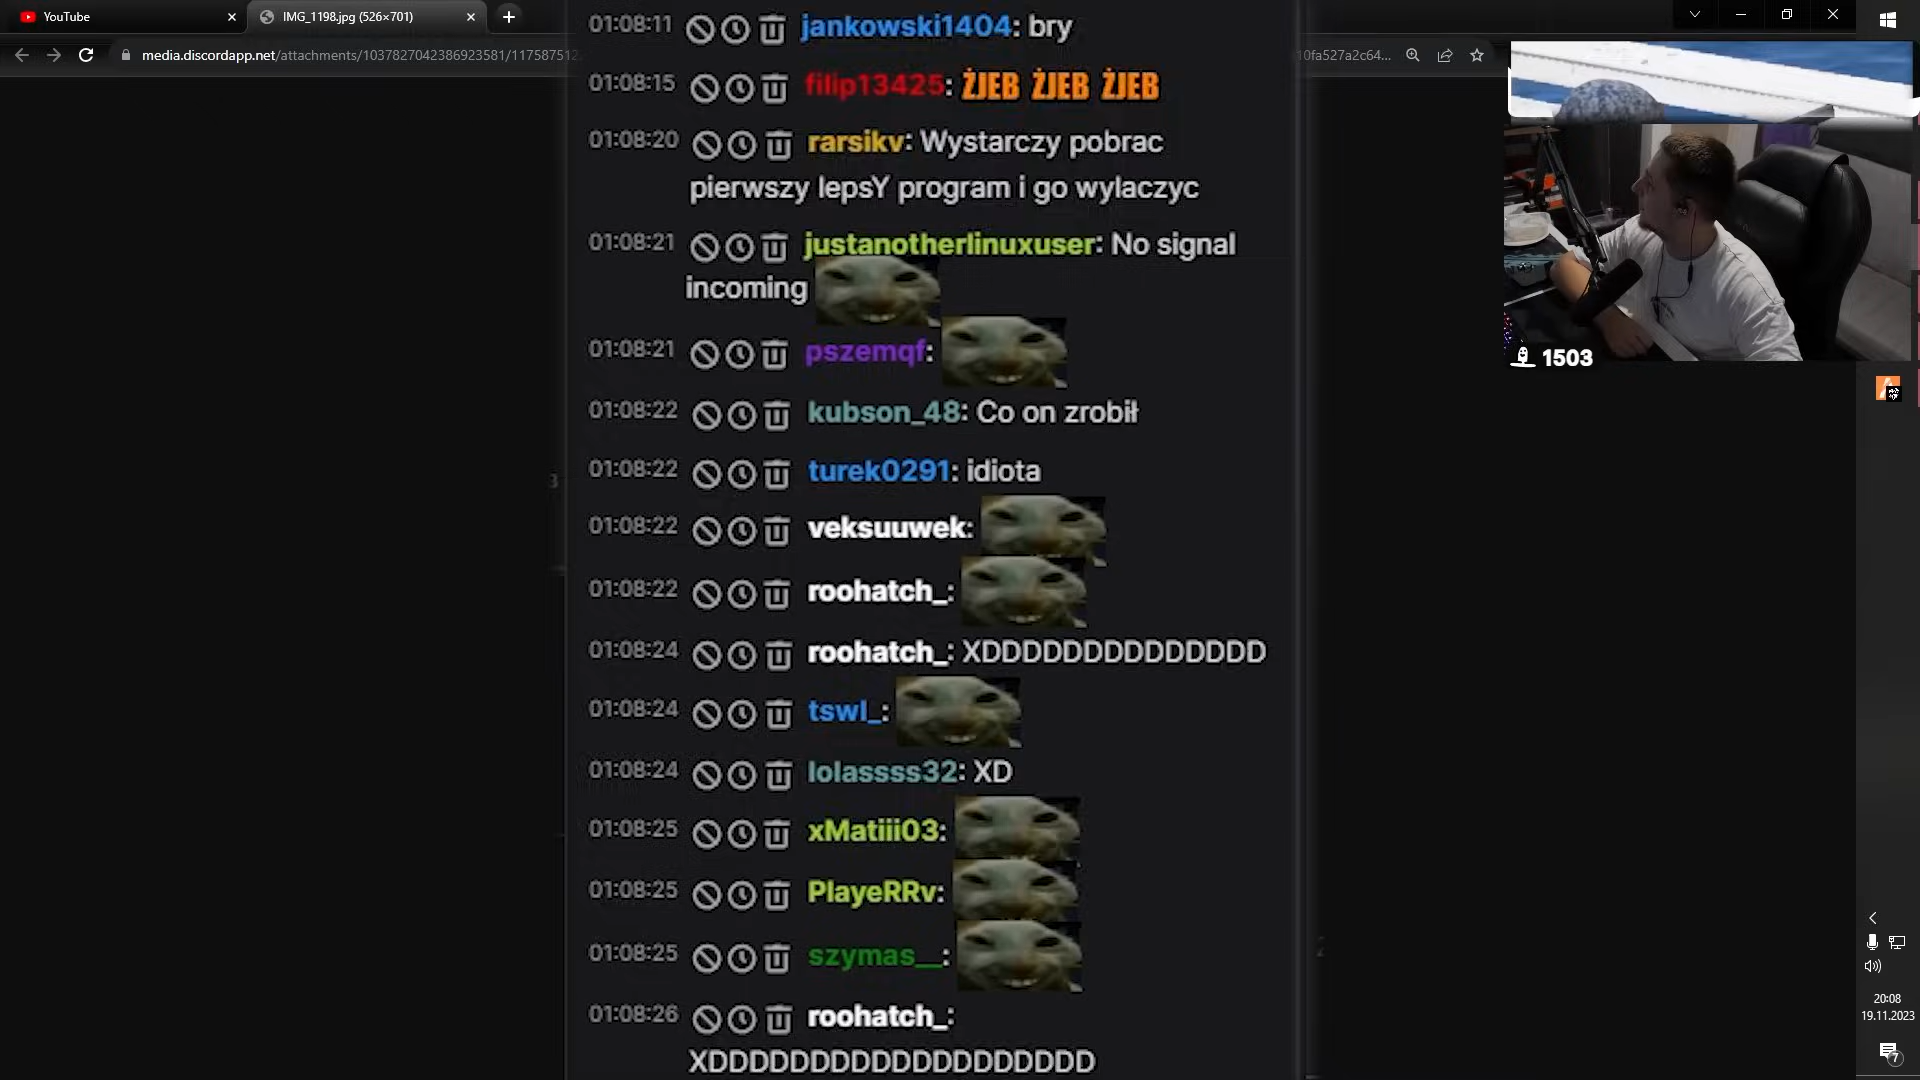 YouTube
IMG_1198.jpg (526×701)
media.discordapp.net/attachments/1037827042386923581/117587512
10fa527a2c64...
01:08:11 jankowski1404: bry
01:08:15 filip13425: ŻJEB ŻJEB ŻJEB
01:08:20 rarsikv: Wystarczy pobrac
pierwszy lepsY program i go wylaczyc
01:08:21 justanotherlinuxuser: No signal
incoming
01:08:21 pszemqf:
01:08:22 kubson_48: Co on zrobił
01:08:22 turek0291: idiota
01:08:22 veksuuwek:
01:08:22 roohatch_:
01:08:24 roohatch_: XDDDDDDDDDDDDDDD
01:08:24 tswl_:
01:08:24 lolassss32: XD
01:08:25 xMatiii03:
01:08:25 PlayeRRv:
01:08:25 szymas__:
01:08:26 roohatch_:
XDDDDDDDDDDDDDDDDDDDD
1503
20:08
19.11.2023
7